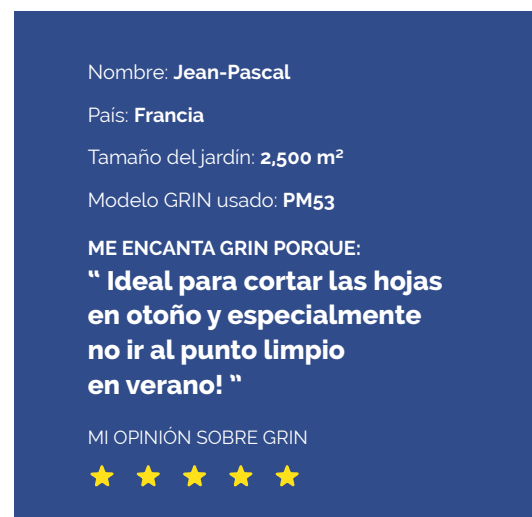 Nombre: Jean-Pascal
País: Francia
Tamaño del jardín: 2,500 m²
Modelo GRIN usado: PM53
ME ENCANTA GRIN PORQUE:
“ Ideal para cortar las hojas
en otoño y especialmente
no ir al punto limpio
en verano! ”
MI OPINIÓN SOBRE GRIN